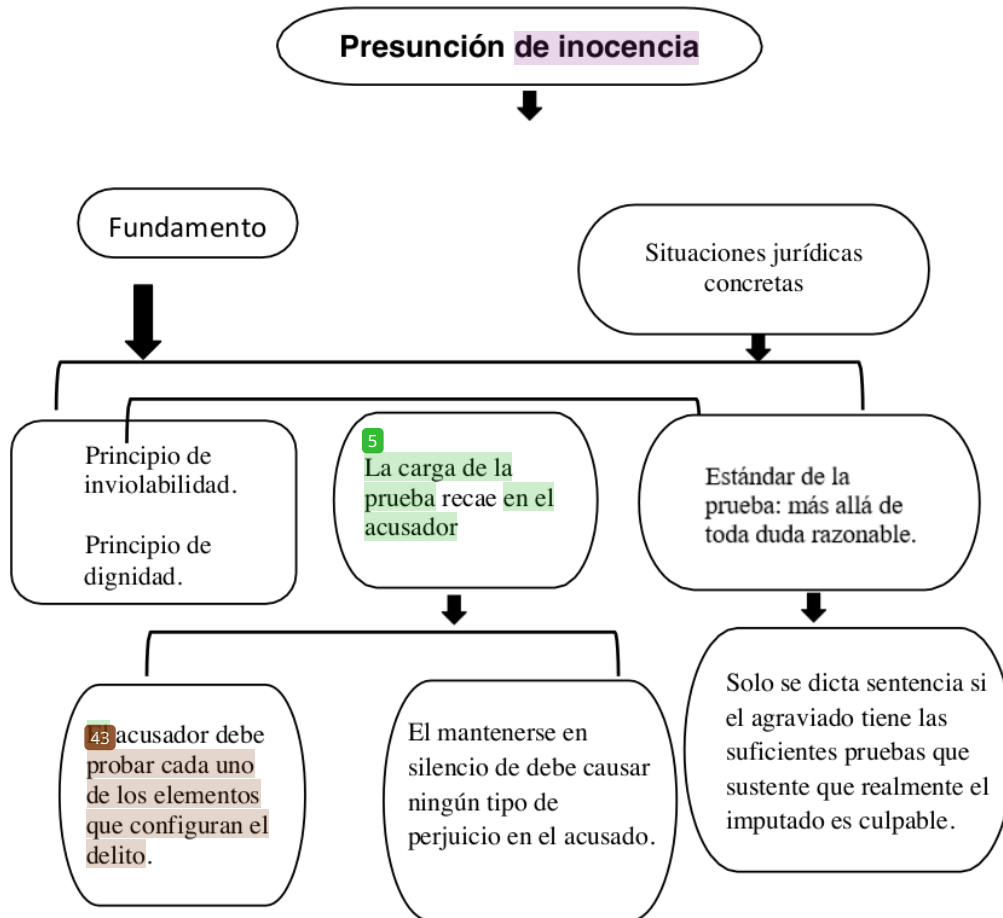 Presunción de inocencia
Fundamento
Situaciones jurídicas
concretas
Principio de
inviolabilidad.
Principio de
dignidad.
5
La carga de la
prueba recae en el
acusador
Estándar de la
prueba: más allá de
toda duda razonable.
43
El acusador debe
probar cada uno
de los elementos
que configuran el
delito.
El mantenerse en
silencio de debe causar
ningún tipo de
perjuicio en el acusado.
Solo se dicta sentencia si
el agraviado tiene las
suficientes pruebas que
sustente que realmente el
imputado es culpable.